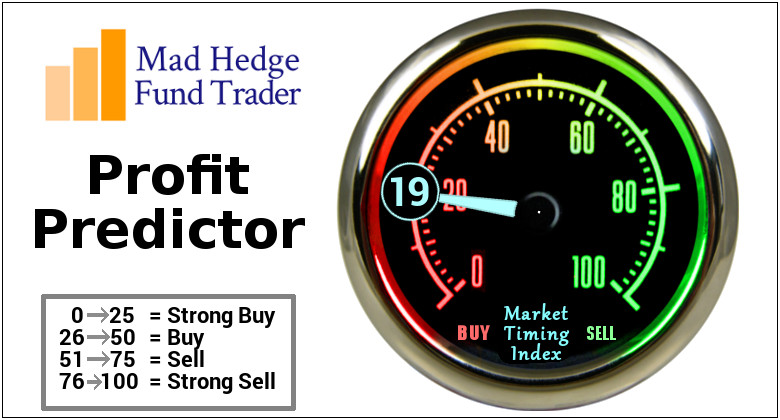 Mad Hedge
Fund Trader
Profit
Predictor
0→25 = Strong Buy
26→50 = Buy
51→75 = Sell
76→100 = Strong Sell
40
60
19
20
80
0
100
BUY
Market
Timing
Index
SELL